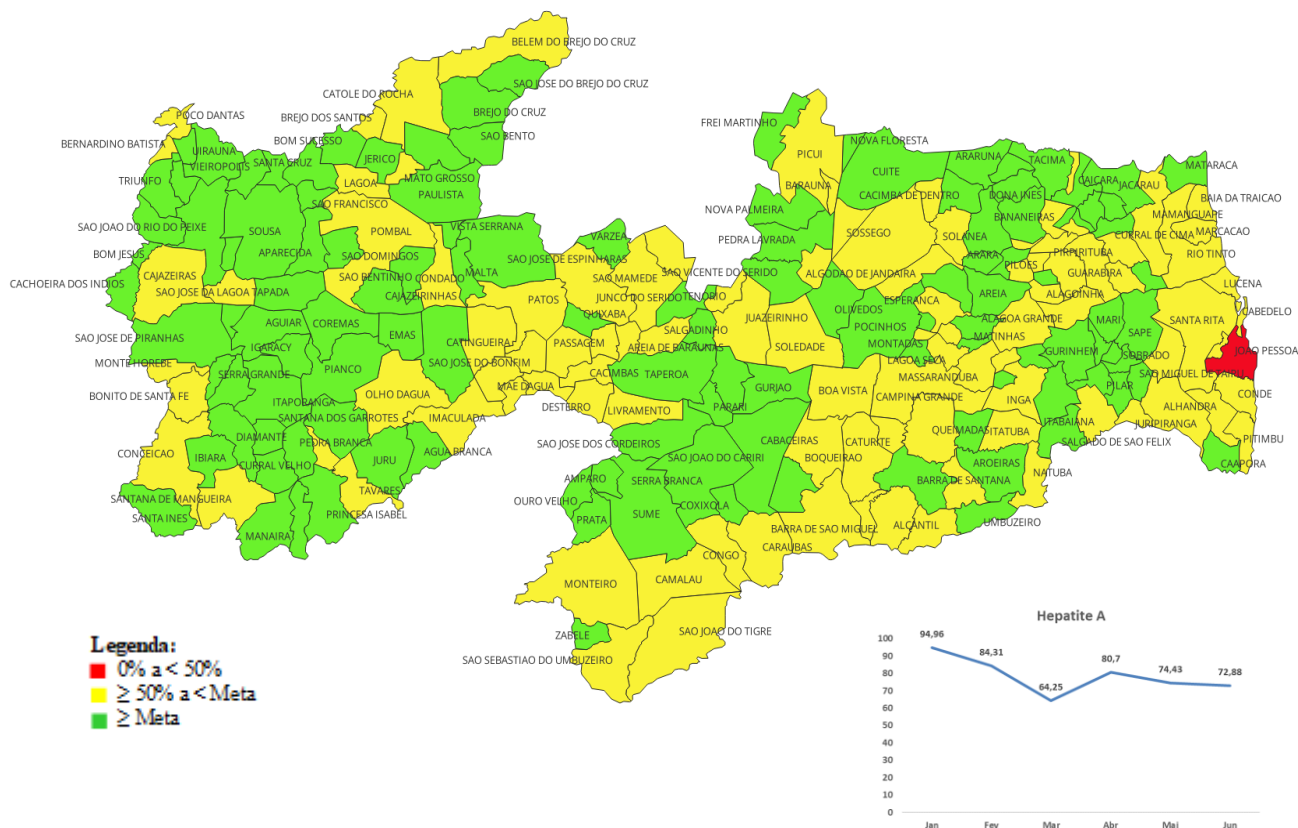 BELEM DO BREJO DO CRUZ
SAO JOSE DO BREJO DO CRUZ
CATOLE DO ROCHA
POCO DANTAS
BREJO DOS SANTOS
BREJO DO CRUZ
FREI MARTINHO
BERNARDINO BATISTA
BOM SUCESSO
SAO BENTO
NOVA FLORESTA
UIRAUNA
VIEIROPOLIS
SANTA CRUZ
JERICO
PICUI
ARARUNA
TACIMA
MATARACA
TRIUNFO
LAGOA
MATO GROSSO
PAULISTA
BARAUNA
CUITE
CACIMBA DE DENTRO
DONA INES
CAICARA
JACARAU
BAIA DA TRAICAO
SAO FRANCISCO
NOVA PALMEIRA
BANANEIRAS
MAMANGUAPE
SAO JOAO DO RIO DO PEIXE
SOUSA
POMBAL
VISTA SERRANA
VARZEA
PEDRA LAVRADA
SOSSEGO
SOLANEA
CURRAL DE CIMA
MARCACAO
BOM JESUS
APARECIDA
SAO DOMINGOS
SAO JOSE DE ESPINHARAS
ARARA
PILOES
PIRPIRITUBA
RIO TINTO
CACHOEIRA DOS INDIOS
CAJAZEIRAS
SAO BENTINHO
CONDADO
MALTA
SAO MAMEDE
SAO VICENTE DO SERIDO
ALGODAO DE JANDAIRA
GUARABIRA
SAO JOSE DA LAGOA TAPADA
CAJAZEIRINHAS
PATOS
JUNCO DO SERIDO
TENORIO
ESPERANCA
AREIA
ALAGOINHA
LUCENA
QUIXABA
OLIVEDOS
CABEDELO
SAO JOSE DE PIRANHAS
AGUIAR
COREMAS
EMAS
CATINGUEIRA
PASSAGEM
SALGADINHO
JUAZEIRINHO
POCINHOS
ALAGOA GRANDE
MARI
SANTA RITA
IGARACY
AREIA DE BARAUNAS
SOLEDADE
MONTADAS
MATINHAS
SAPE
MONTE HOREBE
SERRA GRANDE
PIANCO
SAO JOSE DO BONFIM
CACIMBAS
TAPEROA
LAGOA SECA
GURINHEM
SOBRADO
JOAO PESSOA
BONITO DE SANTA FE
ITAPORANGA
OLHO DAGUA
MAE DAGUA
GURJAO
BOA VISTA
MASSARANDUBA
PILAR
CONDE
SANTANA DOS GARROTES
IMACULADA
DESTERRO
LIVRAMENTO
PARARI
CAMPINA GRANDE
INGA
ALHANDRA
DIAMANTE
PEDRA BRANCA
SAO JOSE DOS CORDEIROS
CABACEIRAS
CATURITE
QUEIMADAS
ITATUBA
ITABAIANA
JURIPIRANGA
PITIMBU
CONCEICAO
IBIARA
CURRAL VELHO
JURU
AGUA BRANCA
SAO JOAO DO CARIRI
BOQUEIRAO
AROEIRAS
SALGADO DE SAO FELIX
CAAPORA
SANTANA DE MANGUEIRA
TAVARES
AMPARO
SERRA BRANCA
BARRA DE SANTANA
NATUBA
SANTA INES
PRINCESA ISABEL
OURO VELHO
PRATA
SUME
COXIXOLA
BARRA DE SAO MIGUEL
ALCANTIL
UMBUZEIRO
MANAIRA
CONGO
CARAUBAS
MONTEIRO
CAMALAU
ZABELE
SAO JOAO DO TIGRE
SAO SEBASTIAO DO UMBUZEIRO
Legenda:
0% a < 50%
≥ 50% a < Meta
≥ Meta
Hepatite A
94,96
84,31
64,25
80,7
74,43
72,88
100
90
80
70
60
50
40
30
20
10
0
Jan
Fev
Mar
Abr
Mai
Jun